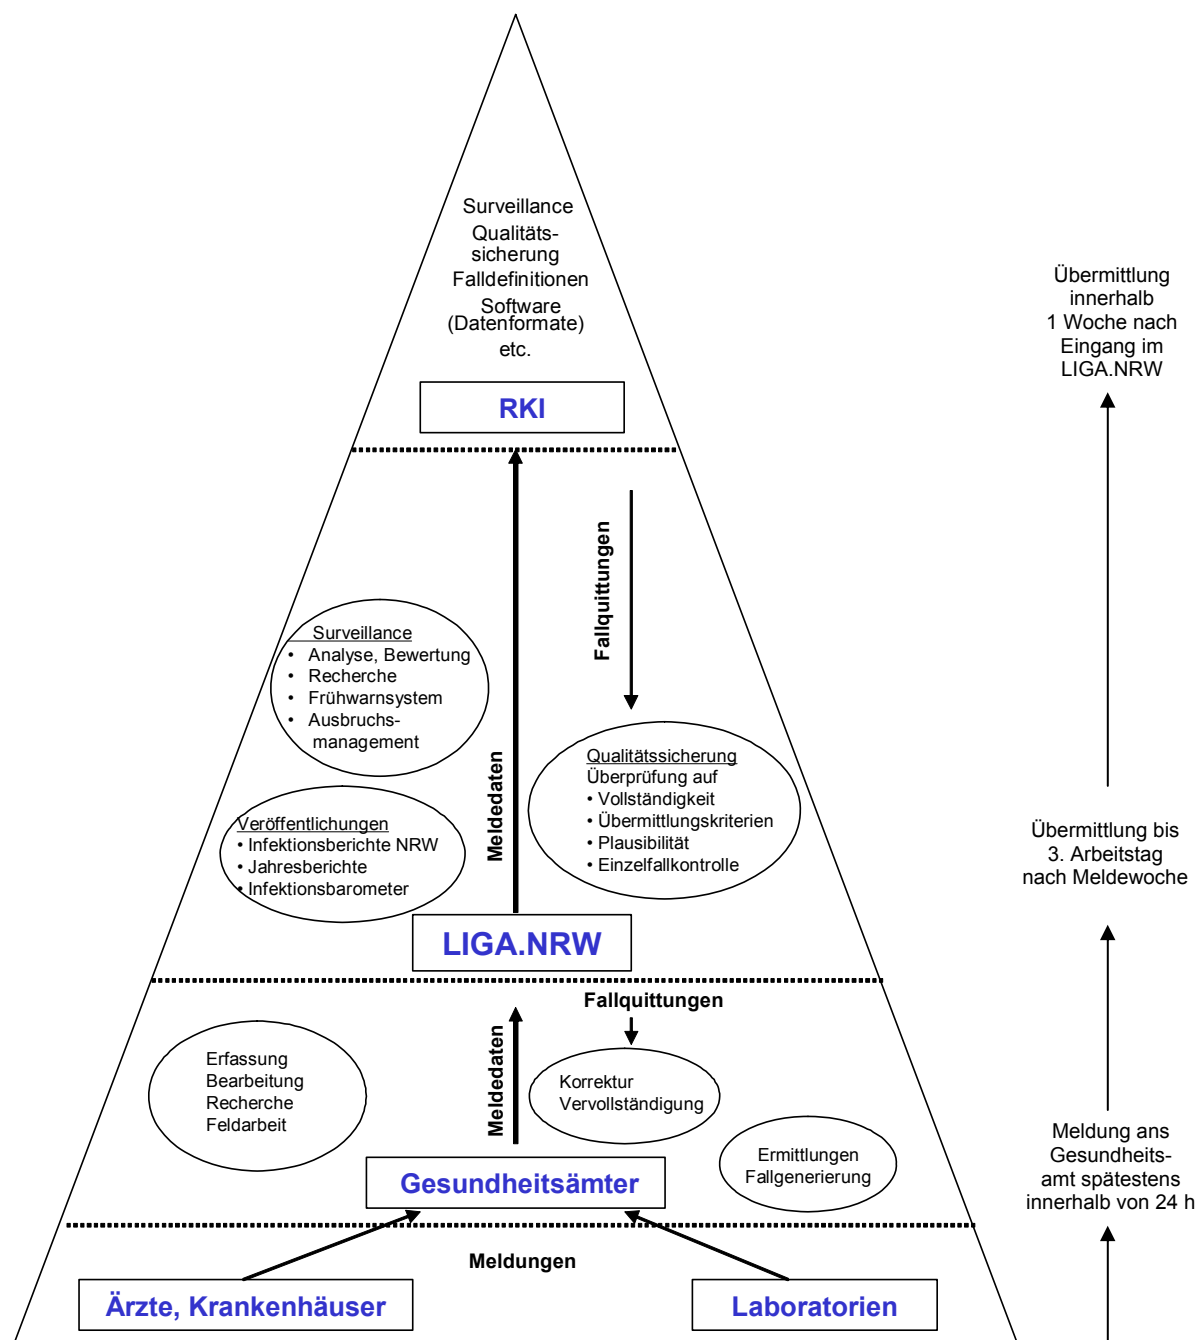 Surveillance
Qualitäts-
sicherung
Falldefinitionen
Software
(Datenformate)
etc.
RKI
Übermittlung
innerhalb
1 Woche nach
Eingang im
LIGA.NRW
Fallquittungen
Surveillance
• Analyse, Bewertung
• Recherche
• Frühwarnsystem
• Ausbruchs-
management
Meldedaten
Qualitätssicherung
Überprüfung auf
• Vollständigkeit
• Übermittlungskriterien
• Plausibilität
• Einzelfallkontrolle
Veröffentlichungen
• Infektionsberichte NRW
• Jahresberichte
• Infektionsbarometer
Übermittlung bis
3. Arbeitstag
nach Meldewoche
LIGA.NRW
Fallquittungen
Meldedaten
Erfassung
Bearbeitung
Recherche
Feldarbeit
Korrektur
Vervollständigung
Ermittlungen
Fallgenerierung
Meldung ans
Gesundheits-
amt spätestens
innerhalb von 24 h
Gesundheitsämter
Meldungen
Ärzte, Krankenhäuser
Laboratorien